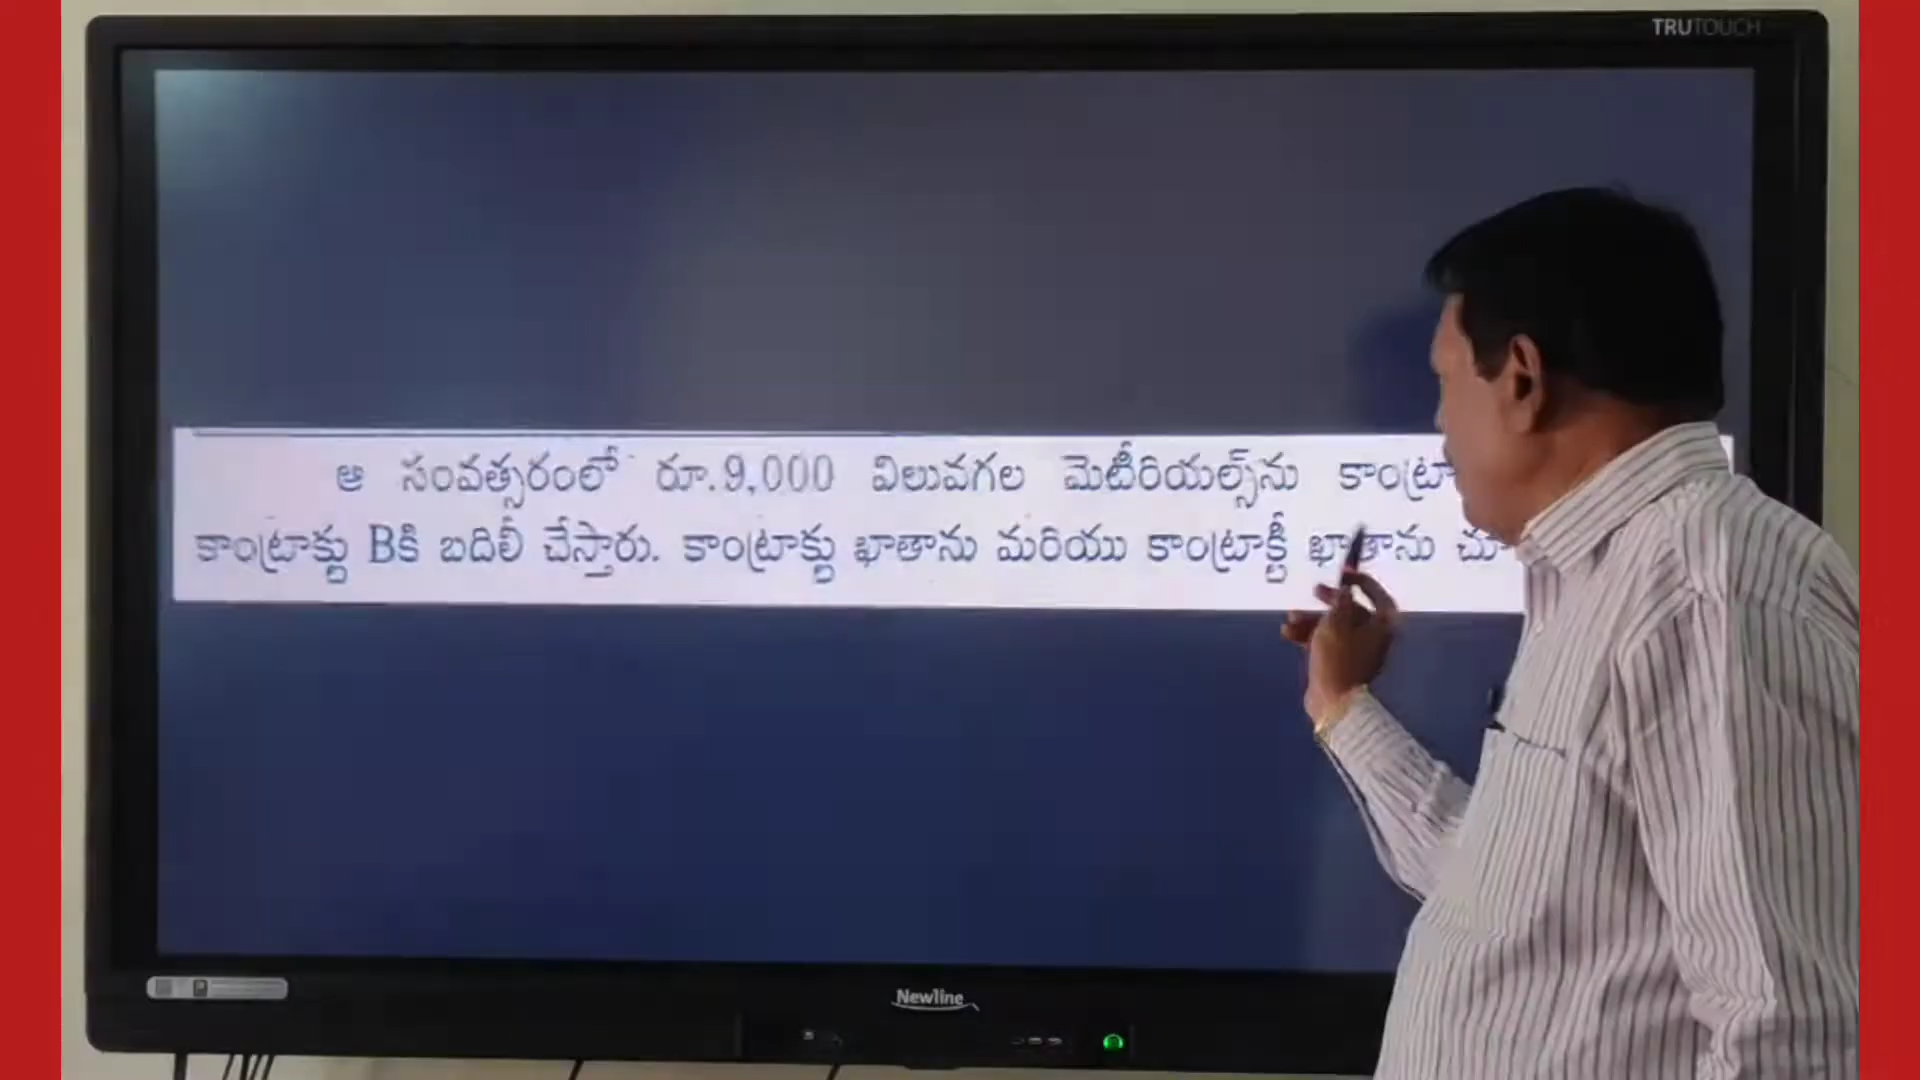 TRUTOUCH
ఆ సంవత్సరంలో రూ.9,000 విలువగల మెటీరియల్స్‌ను
కాంట్రాక్టు Bకి బదిలీ చేస్తారు. కాంట్రాక్టు ఖాతాను మరియు కాంట్రాక్టీ ఖాతాను
Newline